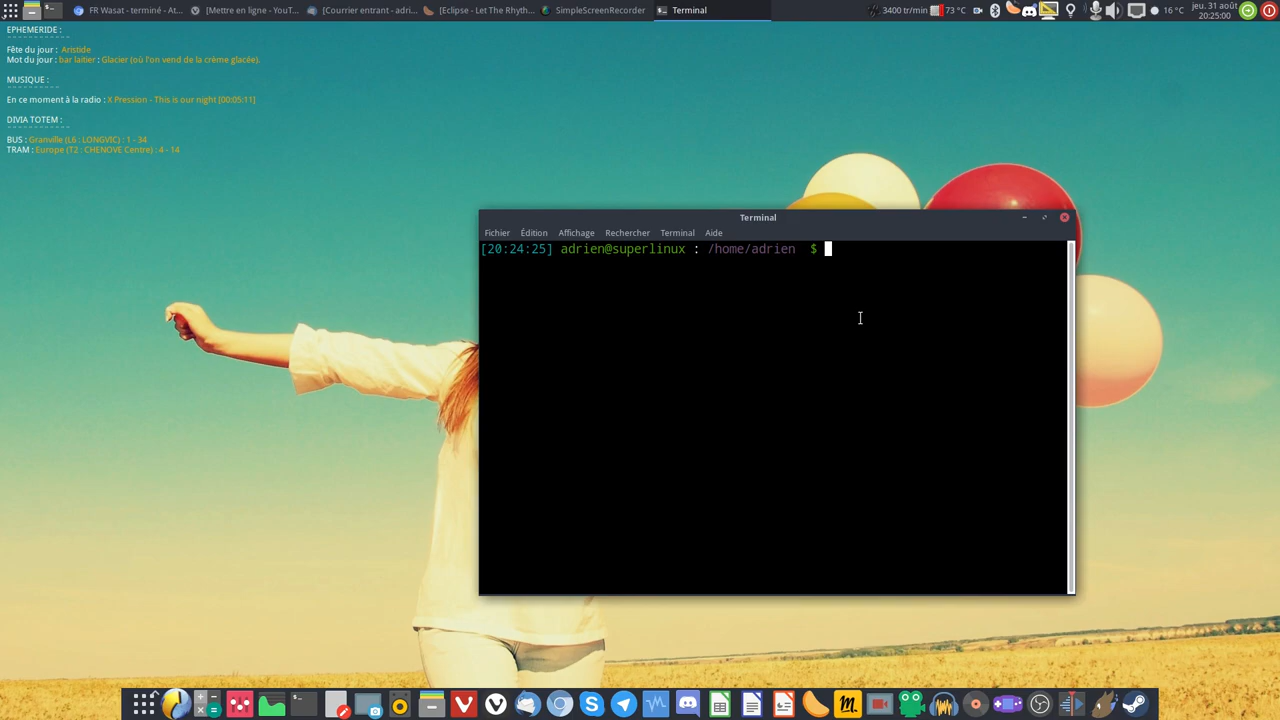 FR Wasat - terminé - At...
[Mettre en ligne - YouT...
[Courrier entrant - adri...
[Eclipse - Let The Rhyth...
SimpleScreenRecorder
Terminal
3400 tr/min
73 °C
16 °C
jeu. 31 août
20:25:00
EPHEMERIDE :
Fête du jour : Aristide
Mot du jour : bar laitier : Glacier (où l'on vend de la crème glacée).
MUSIQUE :
En ce moment à la radio : X Pression - This is our night [00:05:11]
DIVIA TOTEM :
BUS : Granville (L6 : LONGVIC) : 1 - 34
TRAM : Europe (T2 : CHENOVE Centre) : 4 - 14
Terminal
Fichier Édition Affichage Rechercher Terminal Aide
[20:24:25] adrien@superlinux : /home/adrien $